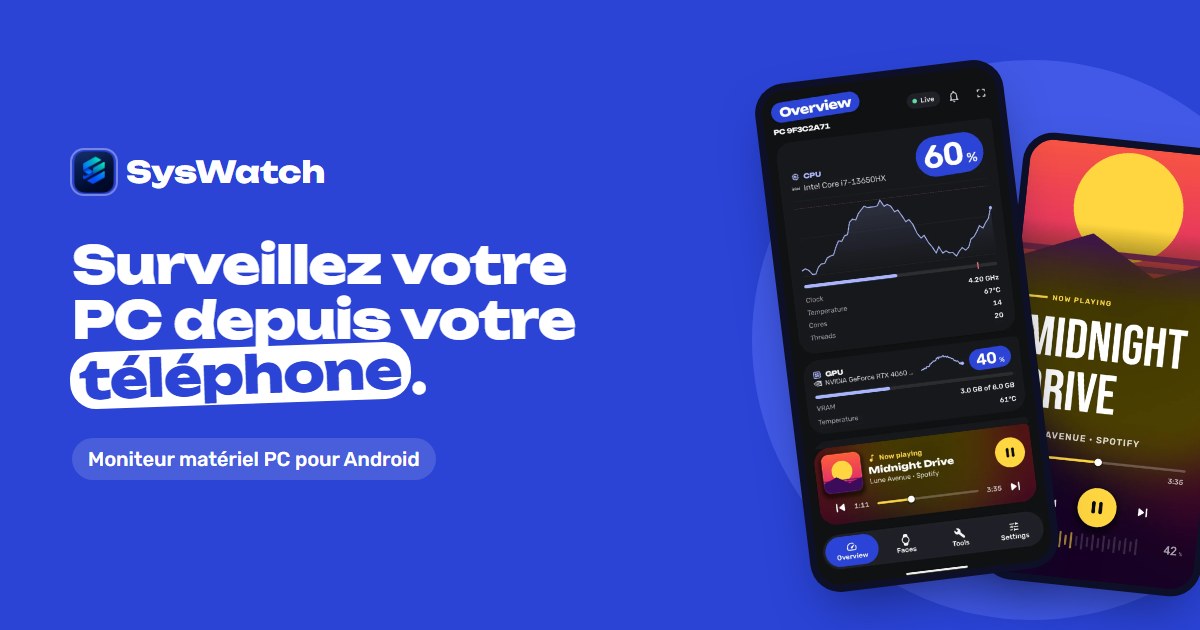 SysWatch
Surveillez votre
PC depuis votre
téléphone.
Moniteur matériel PC pour Android
Overview
Live
PC 9F3C2A71
CPU
Intel Core i7-13650HX
60%
Clock 4.20 GHz
Temperature 67°C
Cores 14
Threads 20
GPU
NVIDIA GeForce RTX 4060 ...
40%
VRAM 3.0 GB of 8.0 GB
Temperature 61°C
Now playing
Midnight Drive
Lune Avenue • Spotify
1:11 3:35
Overview Faces Tools Settings
NOW PLAYING
MIDNIGHT
DRIVE
AVENUE • SPOTIFY
3:35
42%